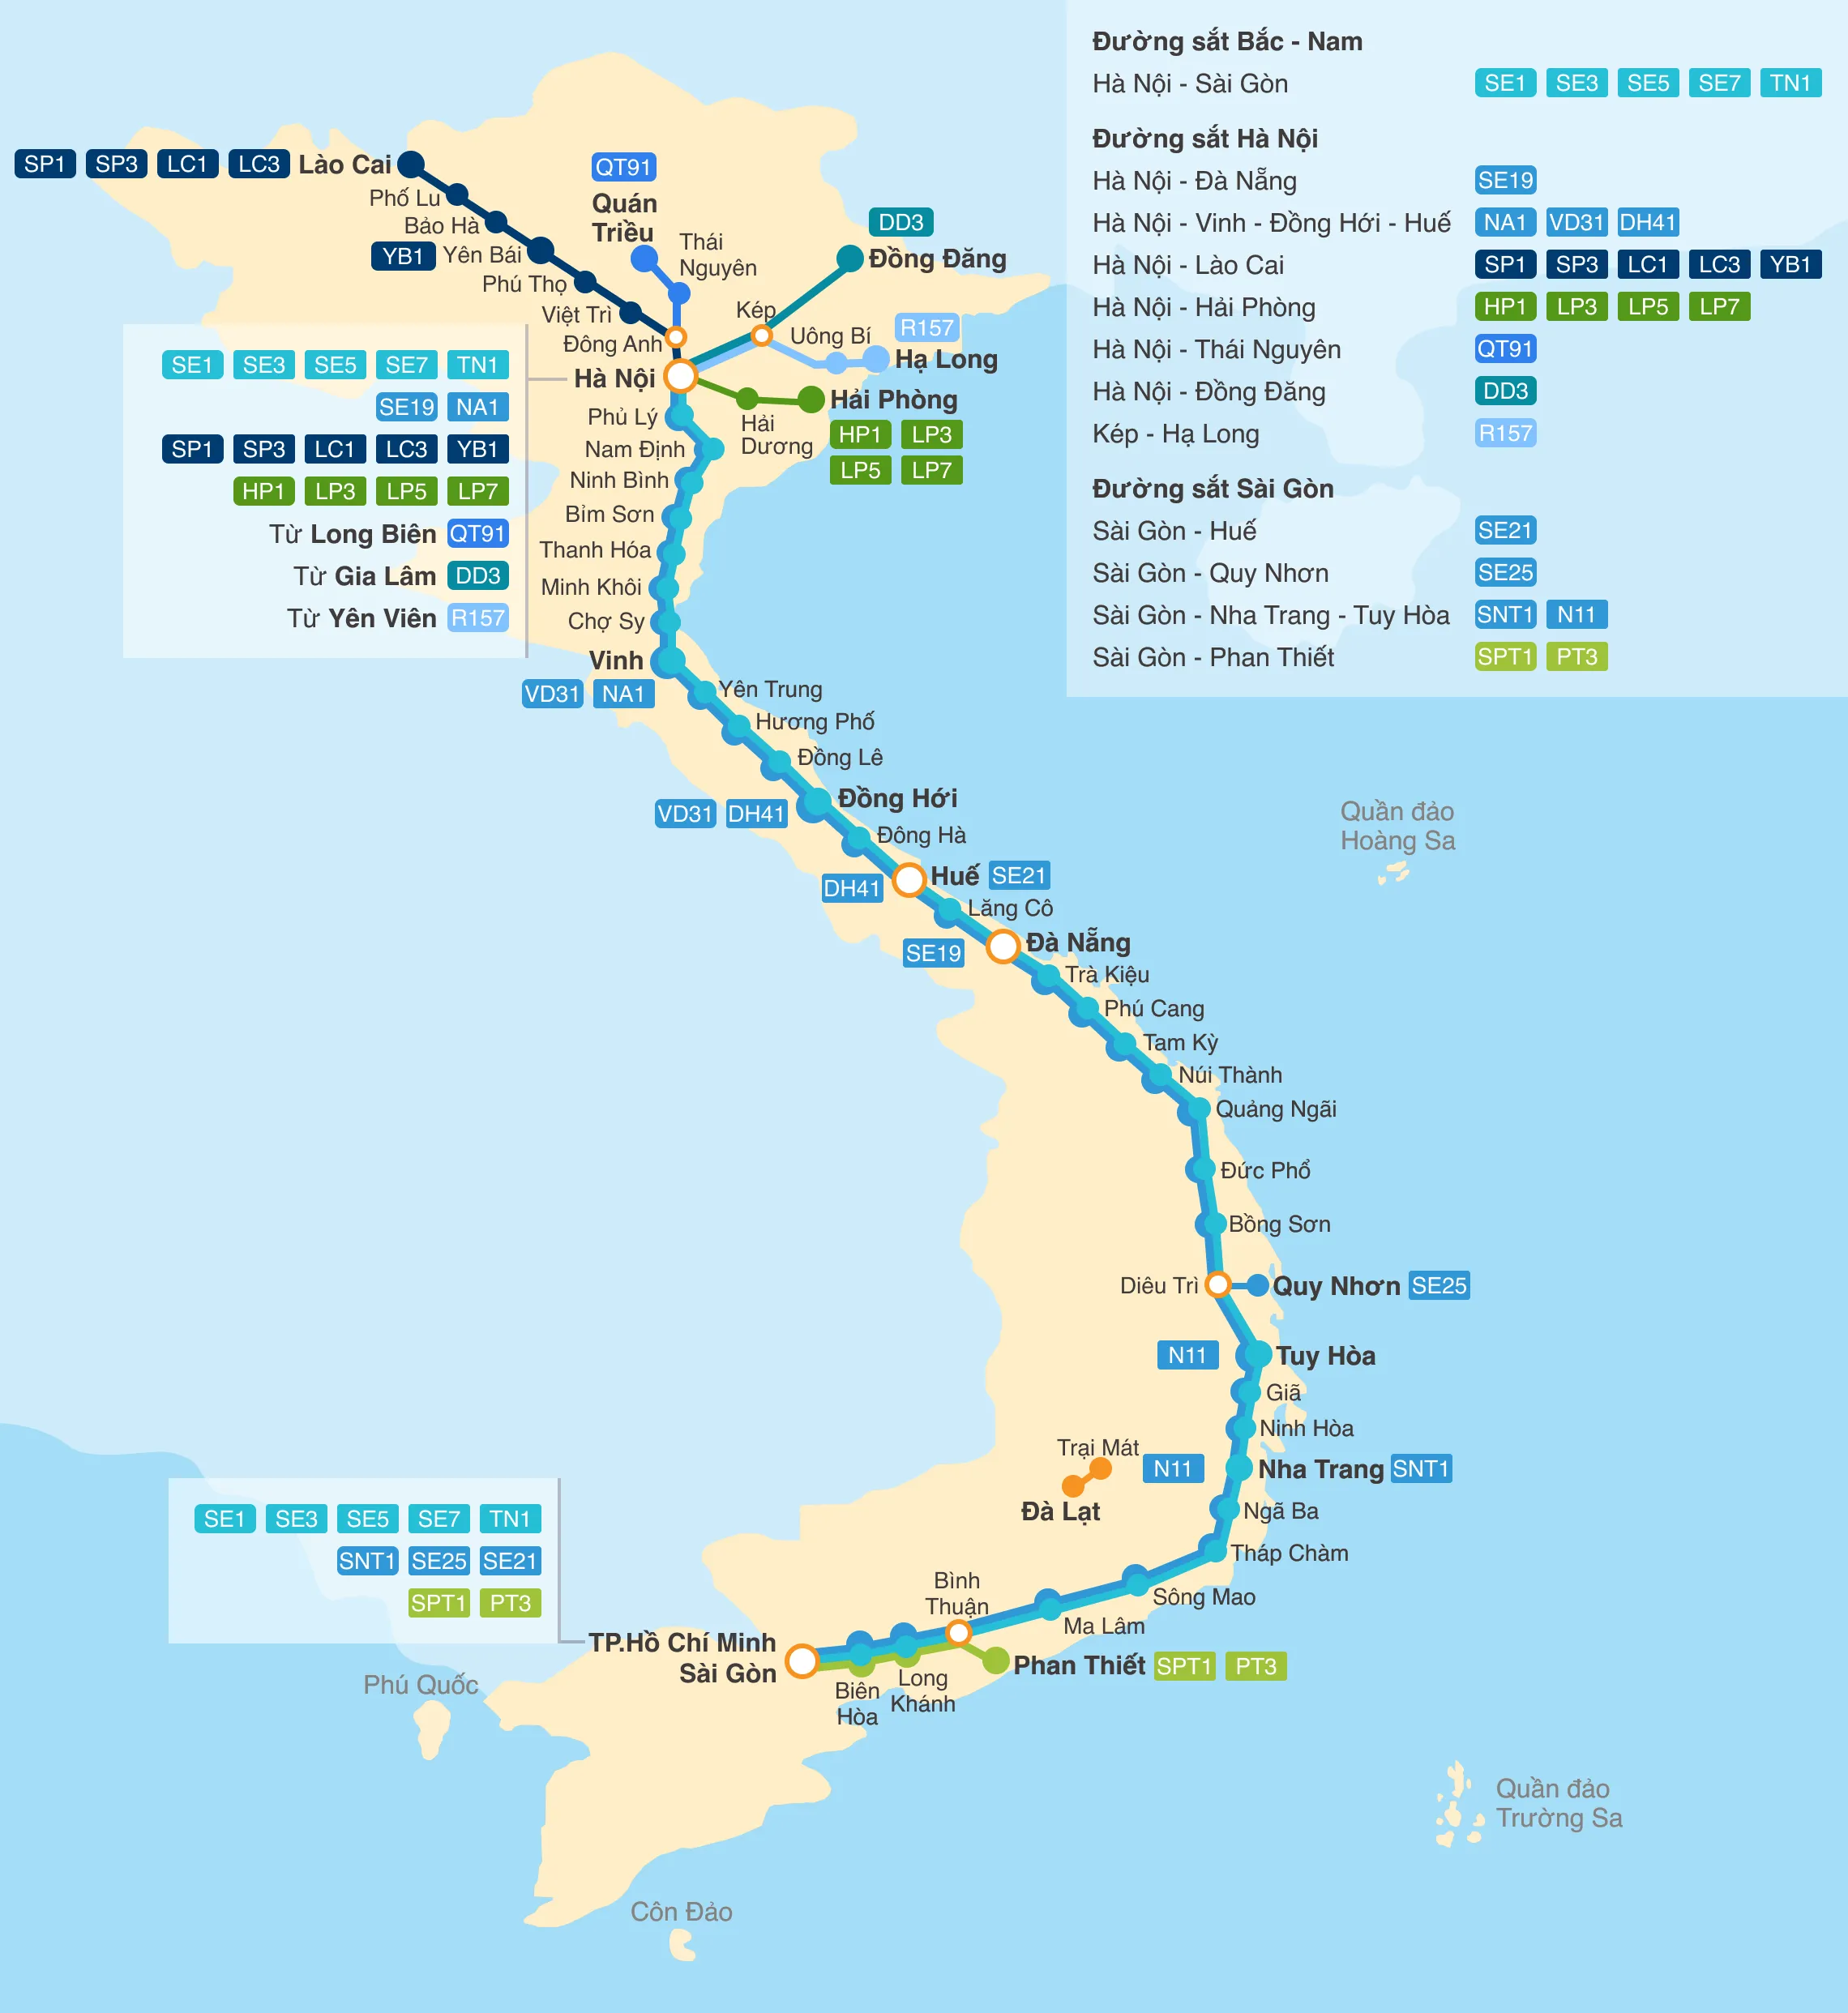 Đường sắt Bắc - Nam
Hà Nội - Sài Gòn SE1 SE3 SE5 SE7 TN1
Đường sắt Hà Nội
Hà Nội - Đà Nẵng SE19
Hà Nội - Vinh - Đồng Hới - Huế NA1 VD31 DH41
Hà Nội - Lào Cai SP1 SP3 LC1 LC3 YB1
Hà Nội - Hải Phòng HP1 LP3 LP5 LP7
Hà Nội - Thái Nguyên QT91
Hà Nội - Đồng Đăng DD3
Kép - Hạ Long R157
Đường sắt Sài Gòn
Sài Gòn - Huế SE21
Sài Gòn - Quy Nhơn SE25
Sài Gòn - Nha Trang - Tuy Hòa SNT1 N11
Sài Gòn - Phan Thiết SPT1 PT3
SP1 SP3 LC1 LC3 Lào Cai
Phố Lu
Bảo Hà
YB1 Yên Bái
Phú Thọ
Việt Trì
Đông Anh
QT91
Quán
Triều
Thái
Nguyên
DD3
Đồng Đăng
Kép
Uông Bí
R157
Hạ Long
Hải Phòng
HP1 LP3
LP5 LP7
Hải
Dương
Hà Nội
SE1 SE3 SE5 SE7 TN1
SE19 NA1
SP1 SP3 LC1 LC3 YB1
HP1 LP3 LP5 LP7
Từ Long Biên QT91
Từ Gia Lâm DD3
Từ Yên Viên R157
Phủ Lý
Nam Định
Ninh Bình
Bỉm Sơn
Thanh Hóa
Minh Khôi
Chợ Sy
Vinh
VD31 NA1
Yên Trung
Hương Phố
Đồng Lê
Đồng Hới
VD31 DH41
Đông Hà
Huế SE21
DH41
Lăng Cô
Đà Nẵng
SE19
Trà Kiệu
Phú Cang
Tam Kỳ
Núi Thành
Quảng Ngãi
Đức Phổ
Bồng Sơn
Diêu Trì
Quy Nhơn SE25
N11 Tuy Hòa
Giã
Ninh Hòa
N11 Nha Trang SNT1
Trại Mát
Đà Lạt
Ngã Ba
Tháp Chàm
Sông Mao
Ma Lâm
Bình
Thuận
Phan Thiết SPT1 PT3
Long
Khánh
Biên
Hòa
SE1 SE3 SE5 SE7 TN1
SNT1 SE25 SE21
SPT1 PT3
TP.Hồ Chí Minh
Sài Gòn
Quần đảo
Hoàng Sa
Phú Quốc
Quần đảo
Trường Sa
Côn Đảo